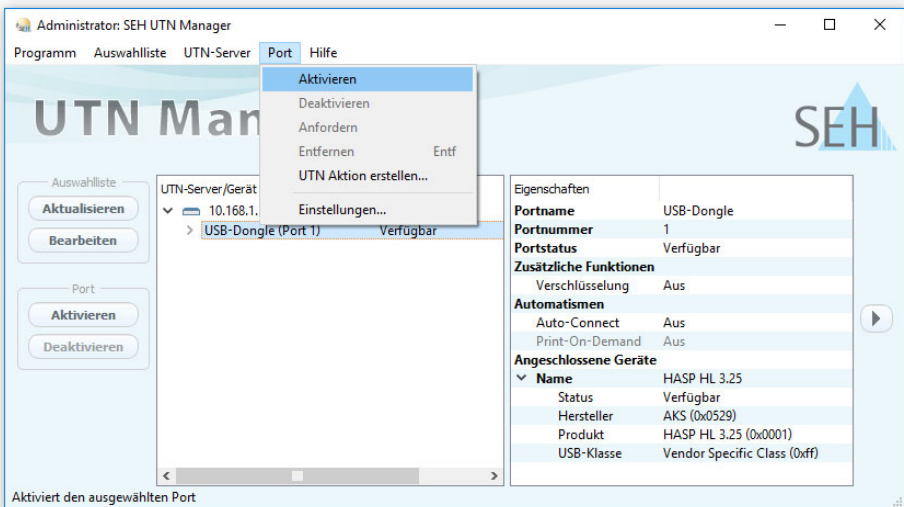 Administrator: SEH UTN Manager
Programm Auswahlliste UTN-Server Port Hilfe
Aktivieren
Deaktivieren
Anfordern
Entfernen Entf
UTN Aktion erstellen...
Einstellungen...
UTN Man
SEH
Auswahlliste
Aktualisieren
Bearbeiten
Port
Aktivieren
Deaktivieren
UTN-Server/Gerät
10.168.1.
USB-Dongle (Port 1) Verfügbar
Eigenschaften
Portname USB-Dongle
Portnummer 1
Portstatus Verfügbar
Zusätzliche Funktionen
Verschlüsselung Aus
Automatismen
Auto-Connect Aus
Print-On-Demand Aus
Angeschlossene Geräte
Name HASP HL 3.25
Status Verfügbar
Hersteller AKS (0x0529)
Produkt HASP HL 3.25 (0x0001)
USB-Klasse Vendor Specific Class (0xff)
Aktiviert den ausgewählten Port